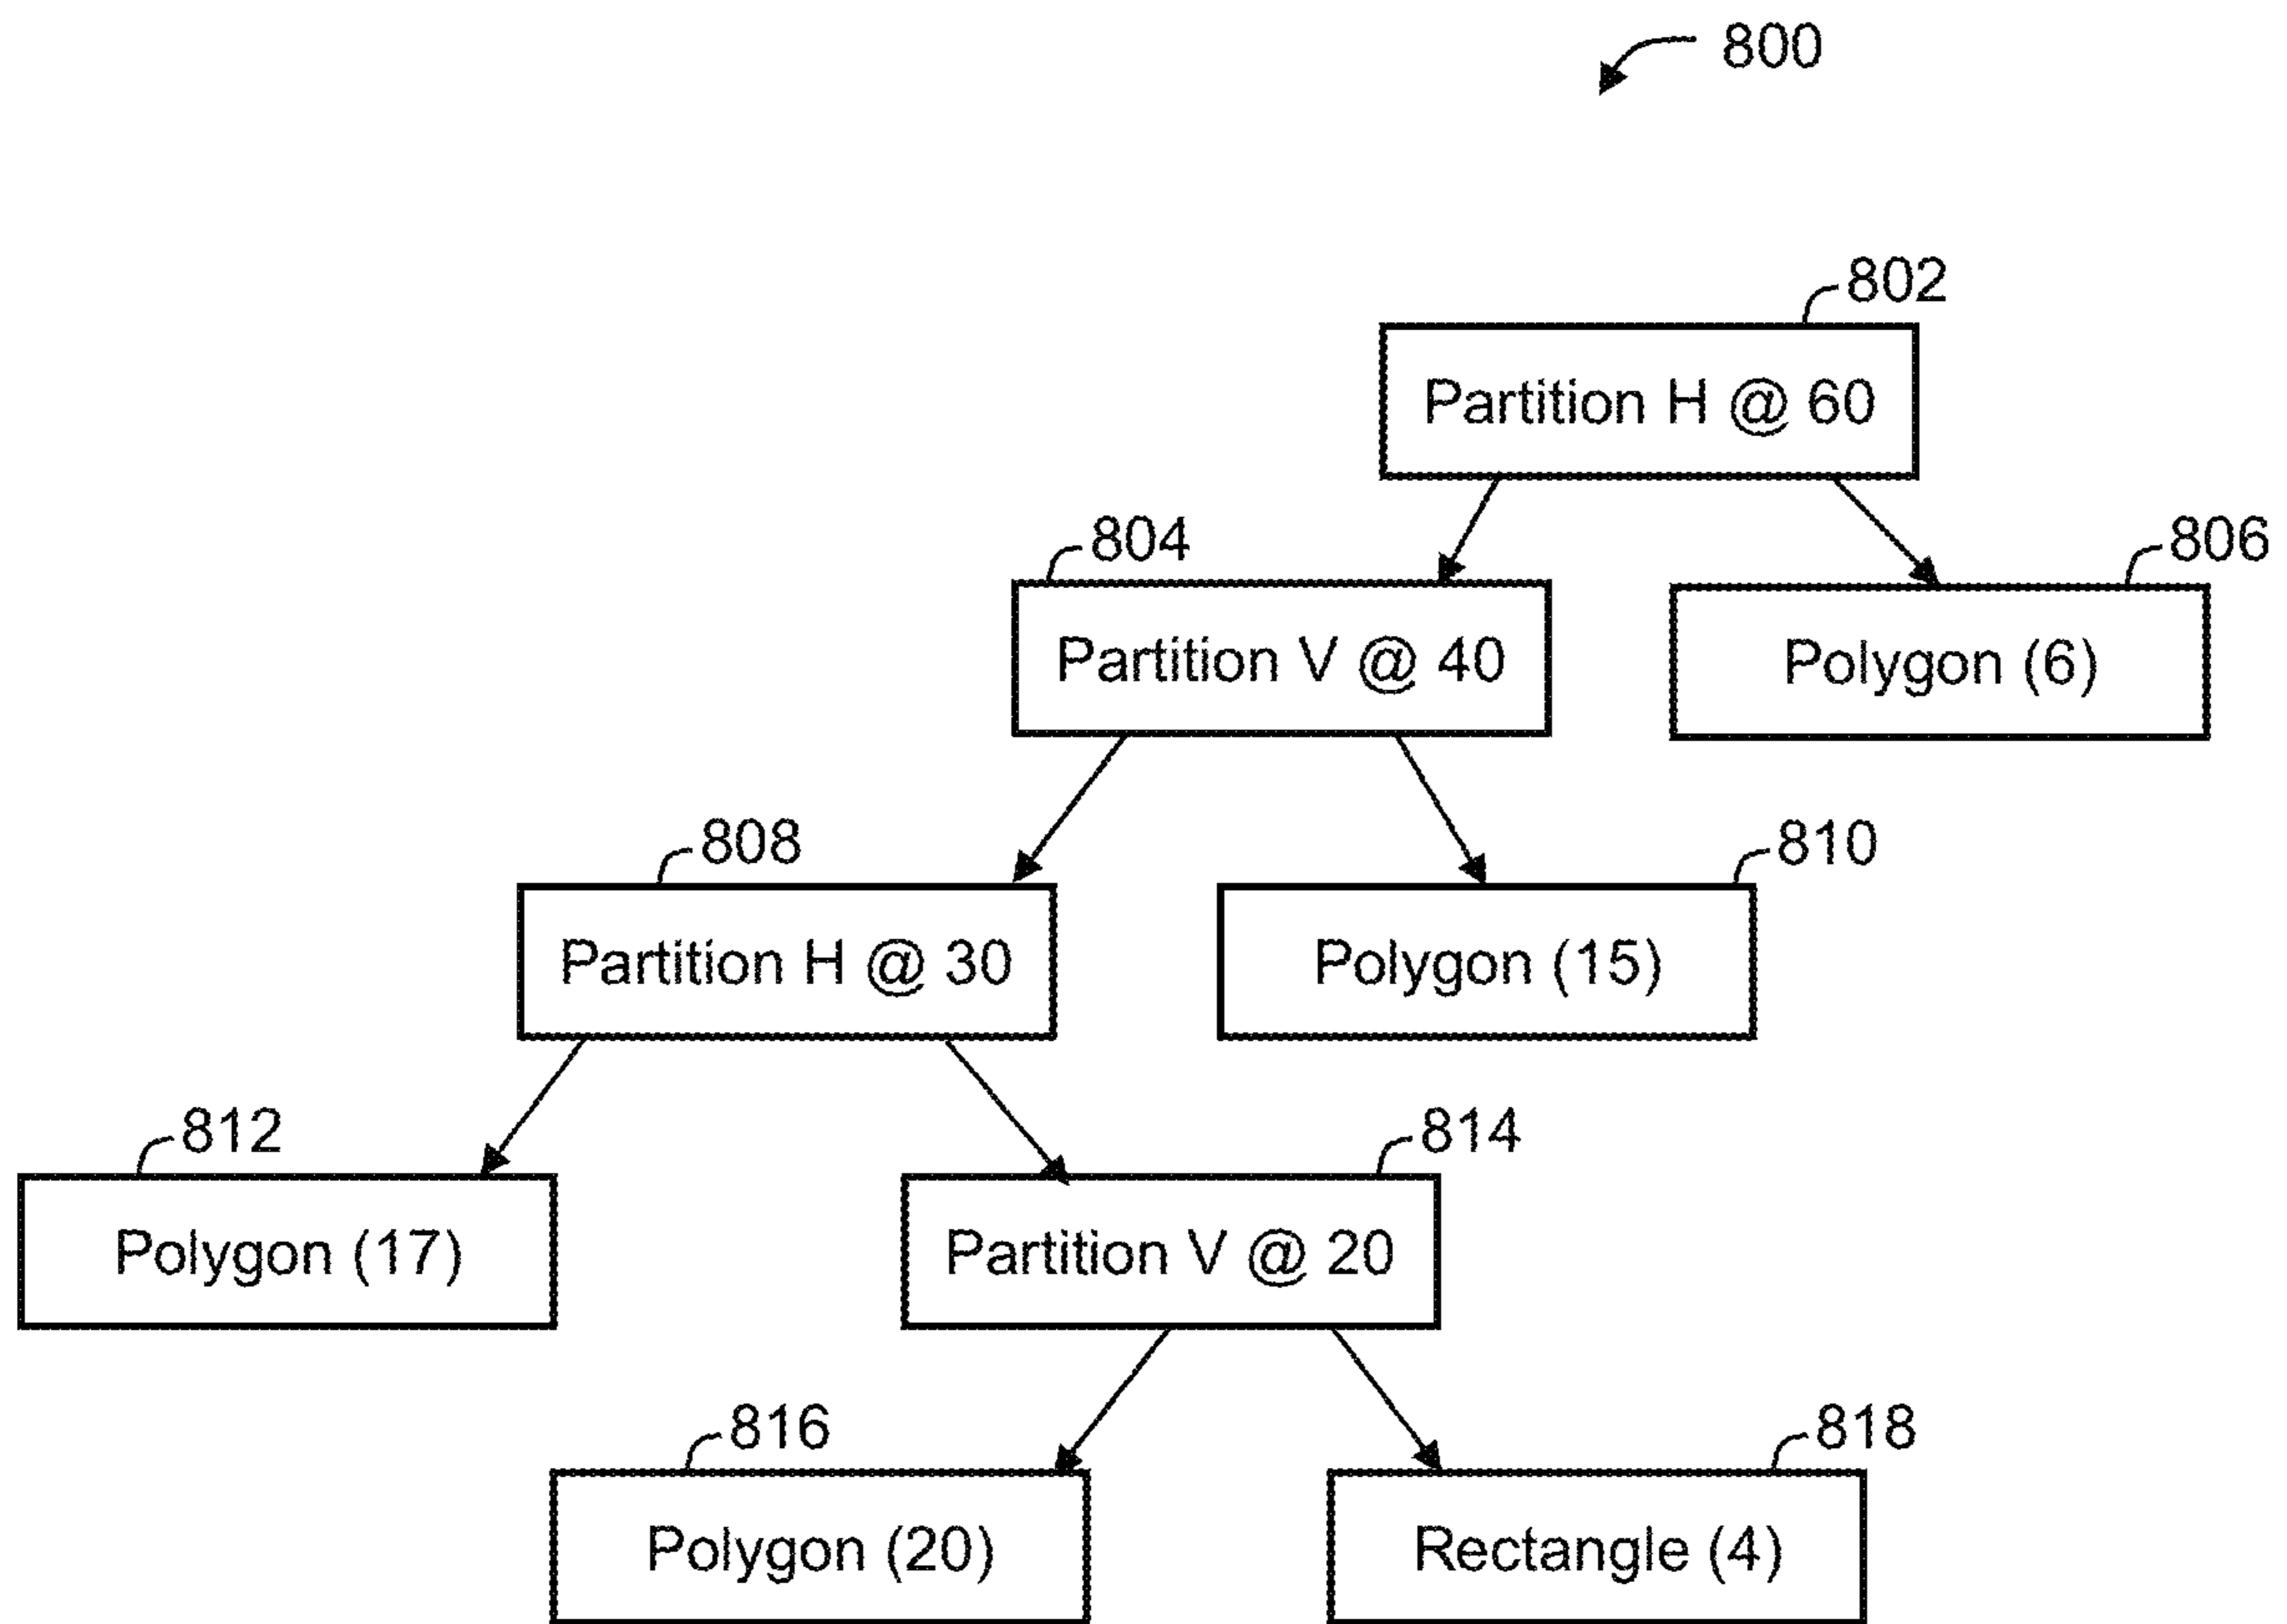 800
802
Partition H @ 60
804
806
Partition V @ 40
Polygon (6)
808
810
Partition H @ 30
Polygon (15)
812
814
Polygon (17)
Partition V @ 20
816
818
Polygon (20)
Rectangle (4)